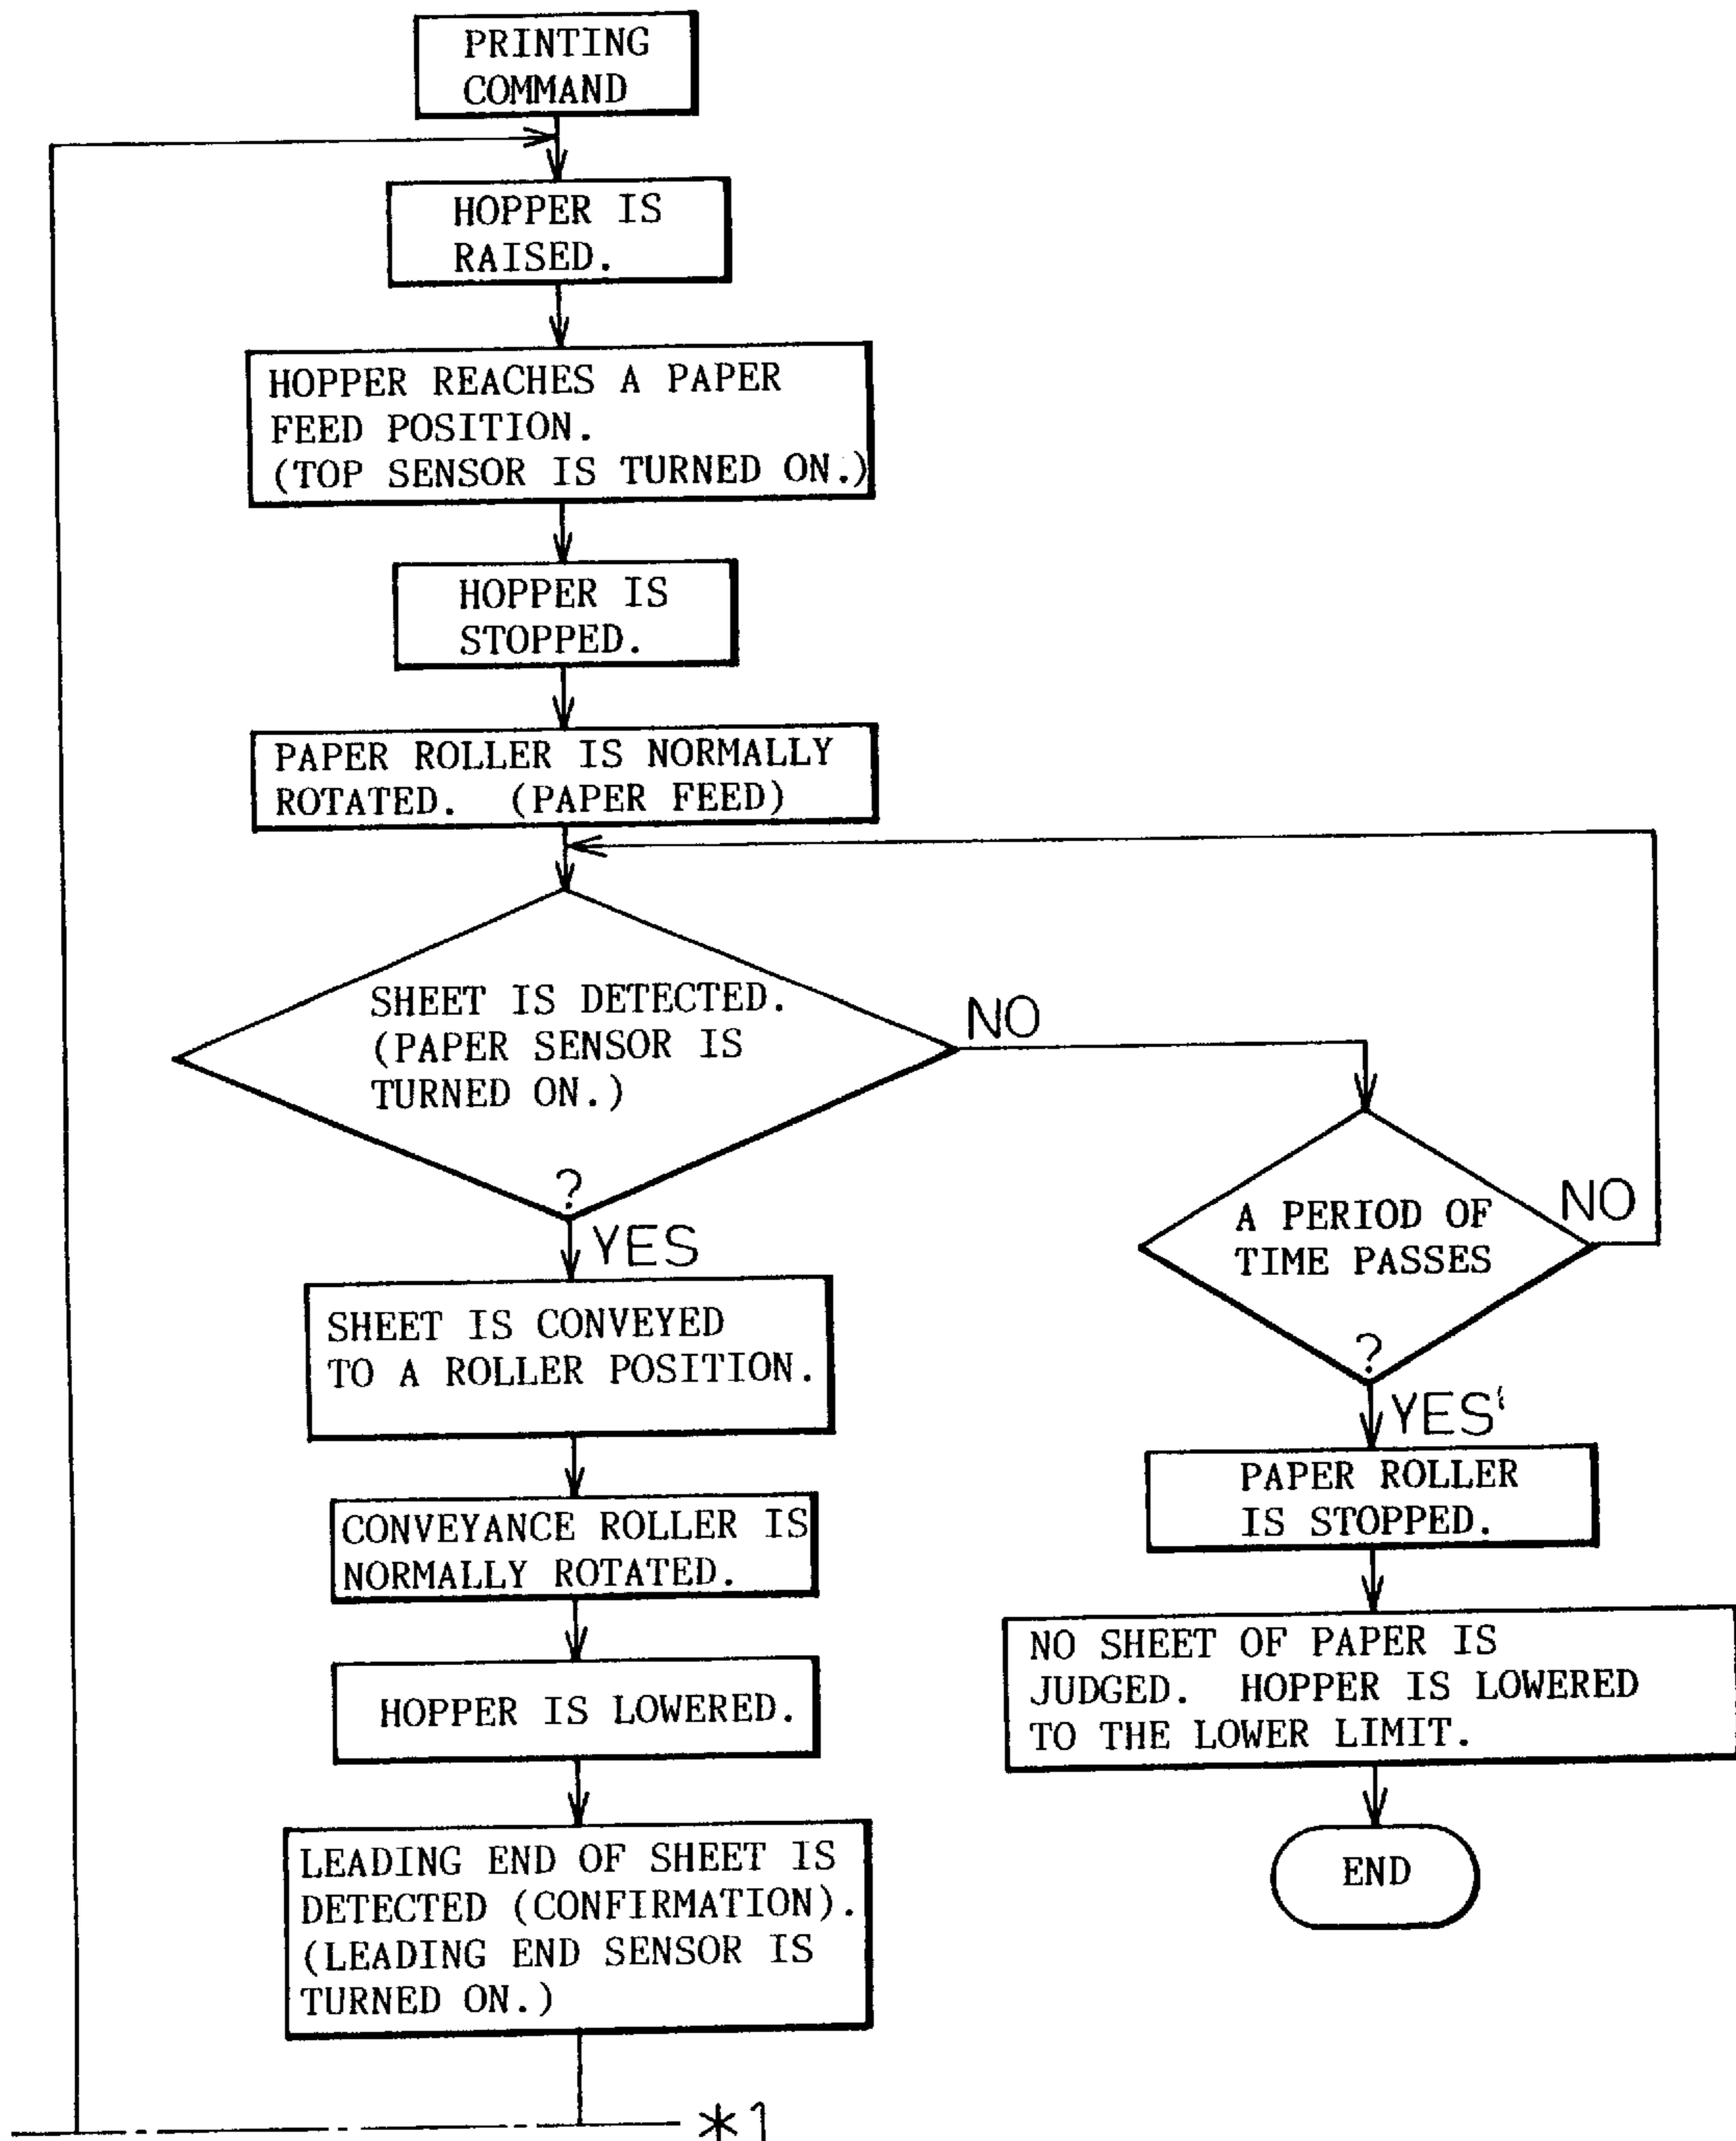 PRINTING
COMMAND
HOPPER IS
RAISED.
HOPPER REACHES A PAPER
FEED POSITION.
(TOP SENSOR IS TURNED ON.)
HOPPER IS
STOPPED.
PAPER ROLLER IS NORMALLY
ROTATED. (PAPER FEED)
SHEET IS DETECTED.
(PAPER SENSOR IS
TURNED ON.)
?
NO
YES
A PERIOD OF
TIME PASSES
?
NO
YES
SHEET IS CONVEYED
TO A ROLLER POSITION.
CONVEYANCE ROLLER IS
NORMALLY ROTATED.
HOPPER IS LOWERED.
LEADING END OF SHEET IS
DETECTED (CONFIRMATION).
(LEADING END SENSOR IS
TURNED ON.)
PAPER ROLLER
IS STOPPED.
NO SHEET OF PAPER IS
JUDGED. HOPPER IS LOWERED
TO THE LOWER LIMIT.
END
*1